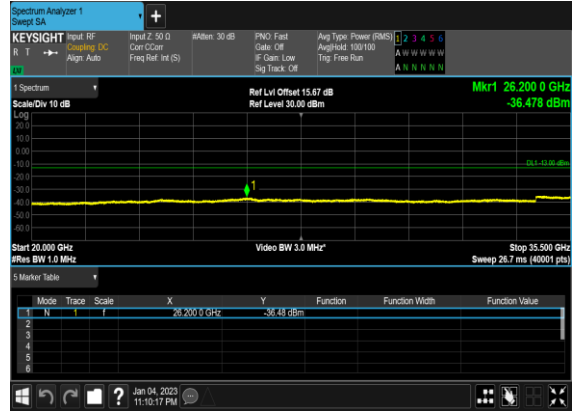 Spectrum Analyzer 1
Swept SA
+
KEYSIGHT Input: RF Input Z: 50 Ω #Atten: 30 dB PNO: Fast Avg Type: Power (RMS) 1 2 3 4 5 6
R T Coupling: DC Corr CCorr Gate: Off Avg|Hold: 100/100 A W W W W W
Align: Auto Freq Ref: Int (S) IF Gain: Low Trig: Free Run
LW Sig Track: Off A N N N N N
1 Spectrum Ref Lvl Offset 15.67 dB Mkr1 26.200 0 GHz
Scale/Div 10 dB Ref Level 30.00 dBm -36.478 dBm
Log
20.0
10.0
0.00
-10.0
DL1 -13.00 dBm
-20.0
-30.0
1
-40.0
-50.0
-60.0
Start 20.000 GHz Video BW 3.0 MHz* Stop 35.500 GHz
#Res BW 1.0 MHz Sweep 26.7 ms (40001 pts)
5 Marker Table
Mode Trace Scale X Y Function Function Width Function Value
1 N 1 f 26.200 0 GHz -36.48 dBm
2
3
4
5
6
? Jan 04, 2023
11:10:17 PM